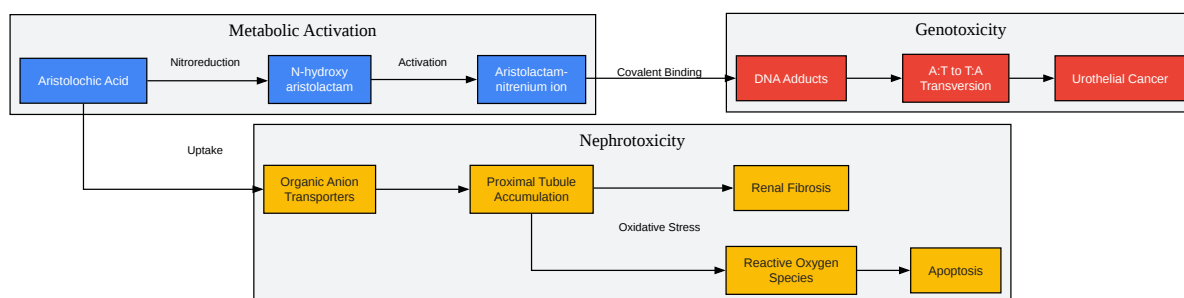 Metabolic Activation
Aristolochic Acid
Nitroreduction
N-hydroxy
aristolactam
Activation
Aristolactam-
nitrenium ion
Covalent Binding
Genotoxicity
DNA Adducts
A:T to T:A
Transversion
Urothelial Cancer
Uptake
Nephrotoxicity
Organic Anion
Transporters
Proximal Tubule
Accumulation
Renal Fibrosis
Oxidative Stress
Reactive Oxygen
Species
Apoptosis